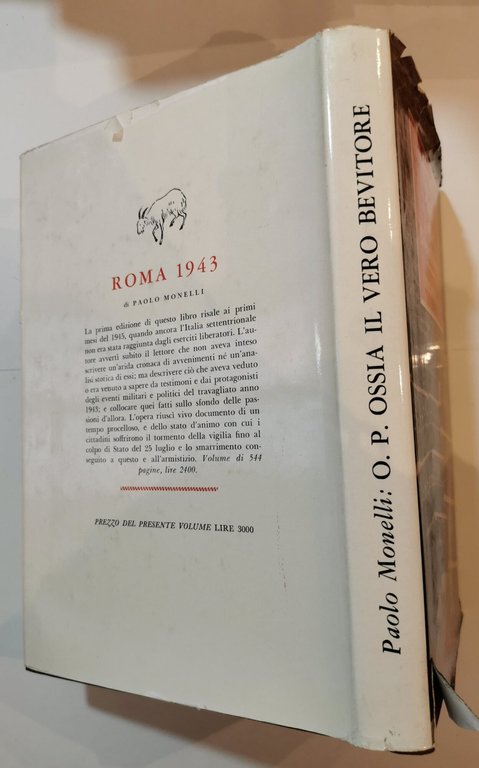 ROMA 1943
di PAOLO MONELLI
La prima edizione di questo libro risale ai primi
mesi del 1945, quando ancora l'Italia settentrionale
non era stata raggiunta dagli eserciti liberatori. L'au-
tore avvertì subito il lettore che non aveva inteso
scrivere un'arida cronaca di avvenimenti né un'ana-
lisi storica di essi; ma descrivere ciò che aveva veduto
o era venuto a sapere da testimoni e dai protagonisti
degli eventi militari e politici del travagliato anno
1943; e collocare quei fatti sullo sfondo delle pas-
sioni d'allora. L'opera riuscì vivo documento di un
tempo procelloso, e dello stato d'animo con cui i
cittadini soffrirono il tormento della vigilia fino al
colpo di Stato del 25 luglio e lo smarrimento con-
seguito a questo e all'armistizio. Volume di 544
pagine, lire 2400.
PREZZO DEL PRESENTE VOLUME LIRE 3000
Paolo Monelli: O. P. OSSIA IL VERO BEVITORE